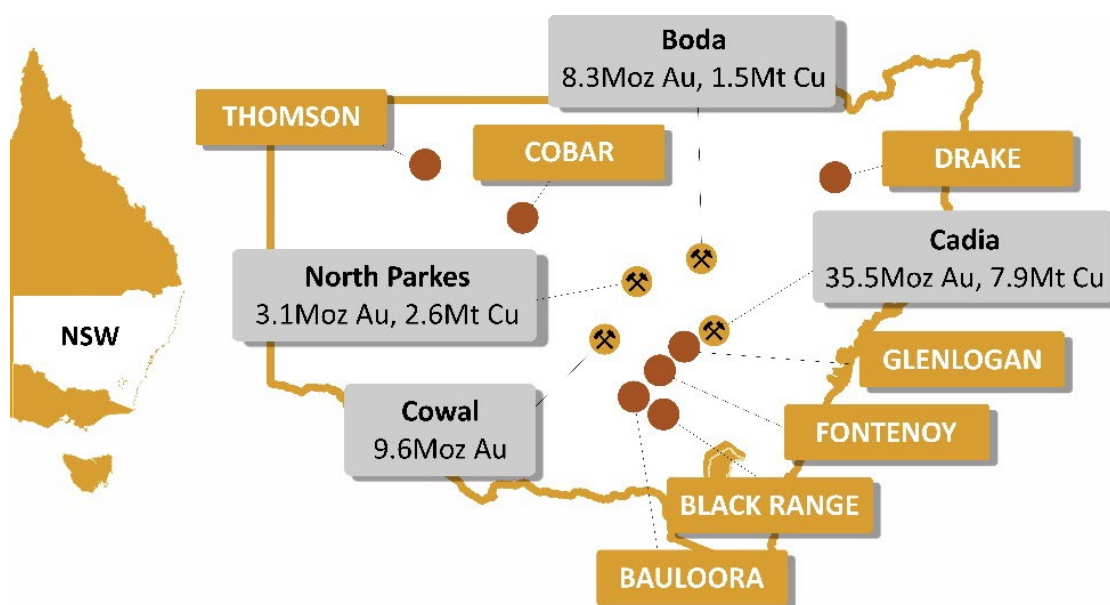 Boda
8.3Moz Au, 1.5Mt Cu
THOMSON
COBAR
DRAKE
Cadia
35.5Moz Au, 7.9Mt Cu
North Parkes
3.1Moz Au, 2.6Mt Cu
NSW
GLENLOGAN
Cowal
9.6Moz Au
FONTENOY
BLACK RANGE
BAULOORA